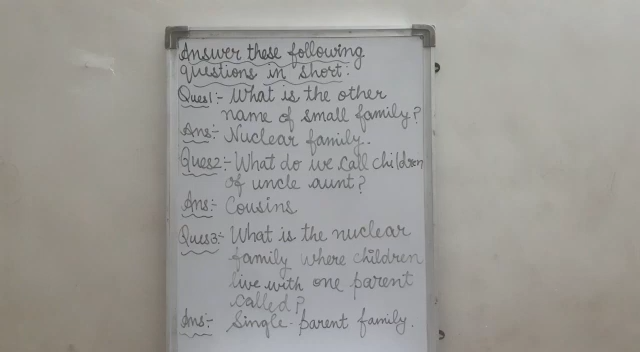 Answer these following
questions in short:
Ques1:- What is the other
name of small family?
Ans:- Nuclear family..
Ques2:- What do we call children
of uncle aunt?
Ans:- Cousins
Ques3:- What is the nuclear
family where children
live with one parent
called?
Ans:- Single-parent family.